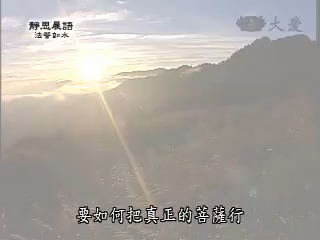 靜思晨語
法譬如水
大愛
要如何把真正的菩薩行